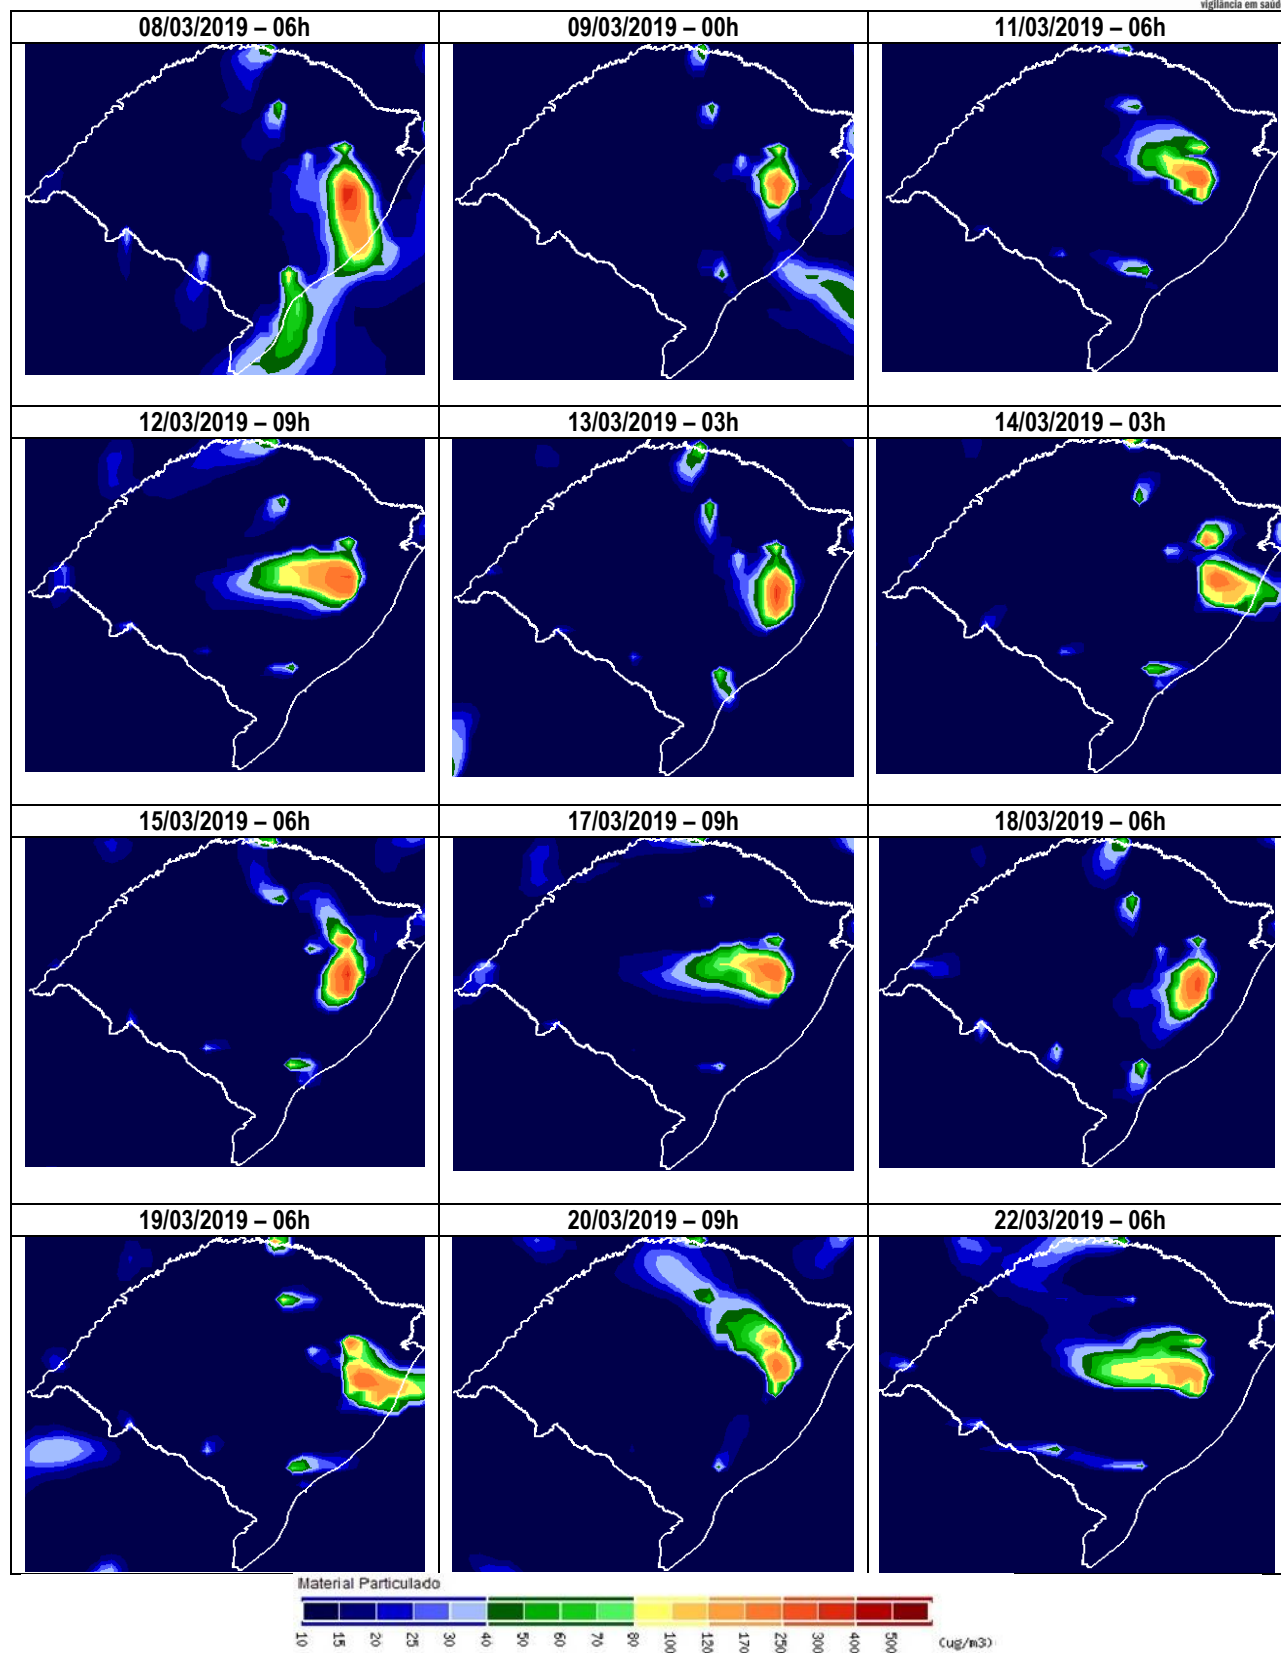 vigilância em saúde
08/03/2019 – 06h
09/03/2019 – 00h
11/03/2019 – 06h
12/03/2019 – 09h
13/03/2019 – 03h
14/03/2019 – 03h
15/03/2019 – 06h
17/03/2019 – 09h
18/03/2019 – 06h
19/03/2019 – 06h
20/03/2019 – 09h
22/03/2019 – 06h
Material Particulado
10 15 20 25 30 40 50 60 70 80 100 120 170 250 300 400 500 (ug/m3)